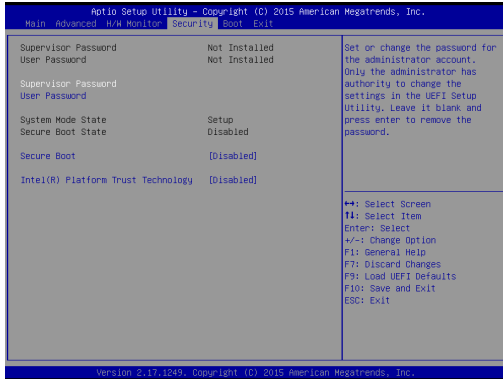 Aptio Setup Utility – Copyright (C) 2015 American Megatrends, Inc.
Main Advanced H/W Monitor Security Boot Exit
Supervisor Password Not Installed
User Password Not Installed
Supervisor Password
User Password
System Mode State Setup
Secure Boot State Disabled
Secure Boot [Disabled]
Intel(R) Platform Trust Technology [Disabled]
Set or change the password for
the administrator account.
Only the administrator has
authority to change the
settings in the UEFI Setup
Utility. Leave it blank and
press enter to remove the
password.
↔: Select Screen
↑↓: Select Item
Enter: Select
+/-: Change Option
F1: General Help
F7: Discard Changes
F9: Load UEFI Defaults
F10: Save and Exit
ESC: Exit
Version 2.17.1249. Copyright (C) 2015 American Megatrends, Inc.